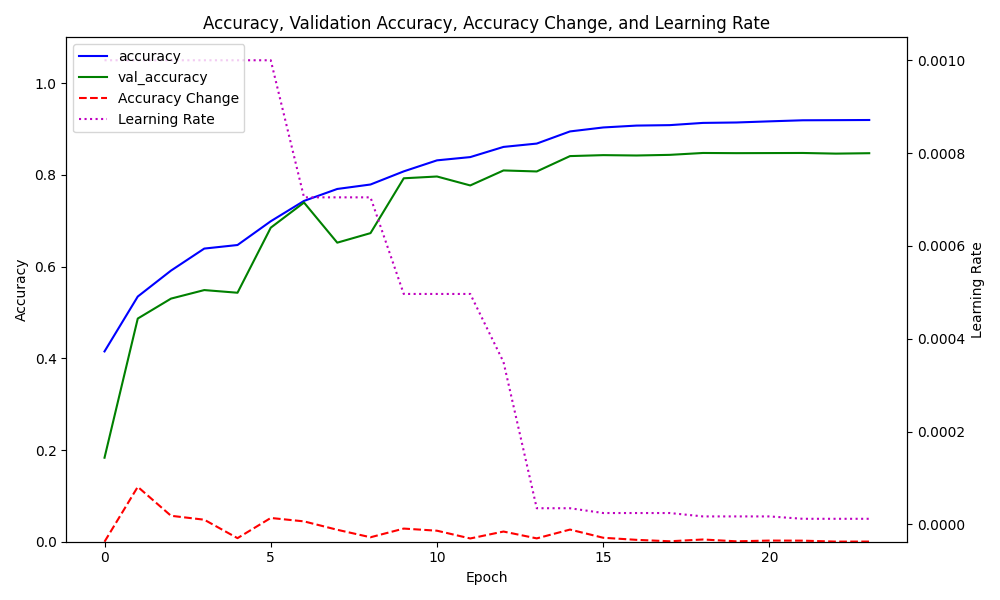 Accuracy, Validation Accuracy, Accuracy Change, and Learning Rate
accuracy
val_accuracy
Accuracy Change
Learning Rate
1.0
0.8
0.6
0.4
0.2
0.0
Accuracy
0
5
10
15
20
Epoch
0.0010
0.0008
0.0006
0.0004
0.0002
0.0000
Learning Rate